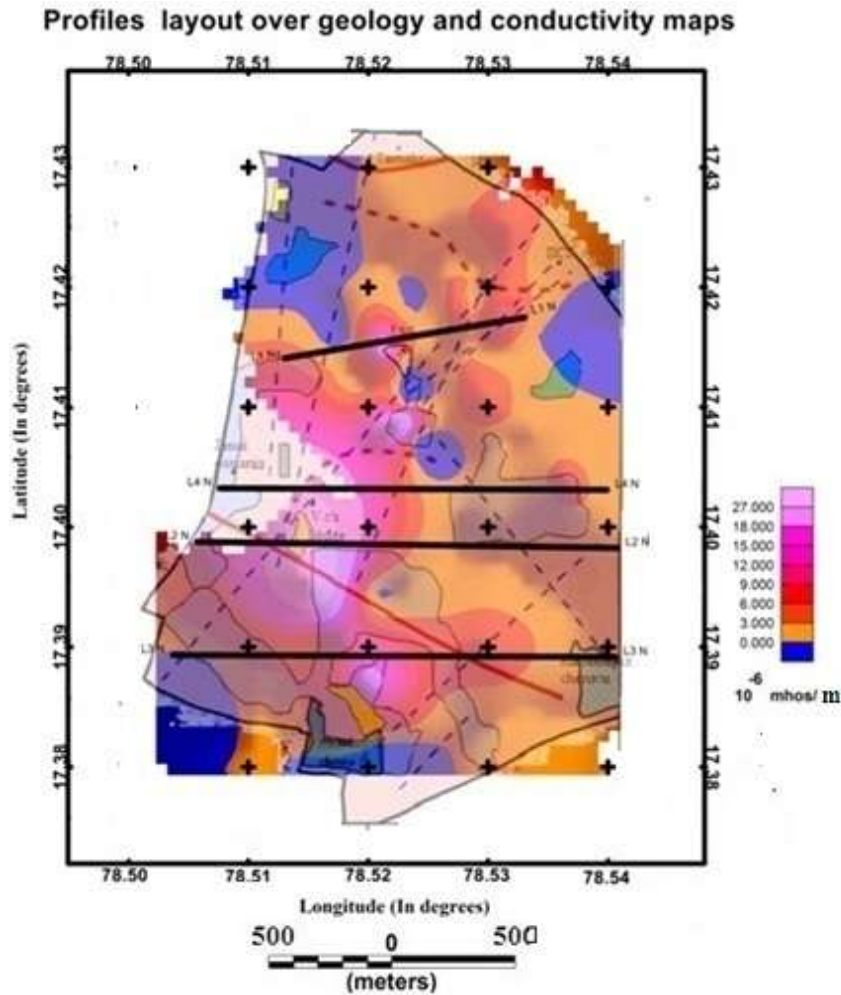 Profiles layout over geology and conductivity maps
78.50 78.51 78.52 78.53 78.54
17.43 17.43
17.42 17.42
L1 N
17.41 17.41
L4 N L4 N
17.40 17.40
L2 N L2 N
17.39 17.39
L3 N L3 N
17.38 17.38
Latitude (In degrees)
27.000
18.000
15.000
12.000
9.000
6.000
3.000
0.000
-6
10 mhos/m
78.50 78.51 78.52 78.53 78.54
Longitude (In degrees)
500 0 500
(meters)